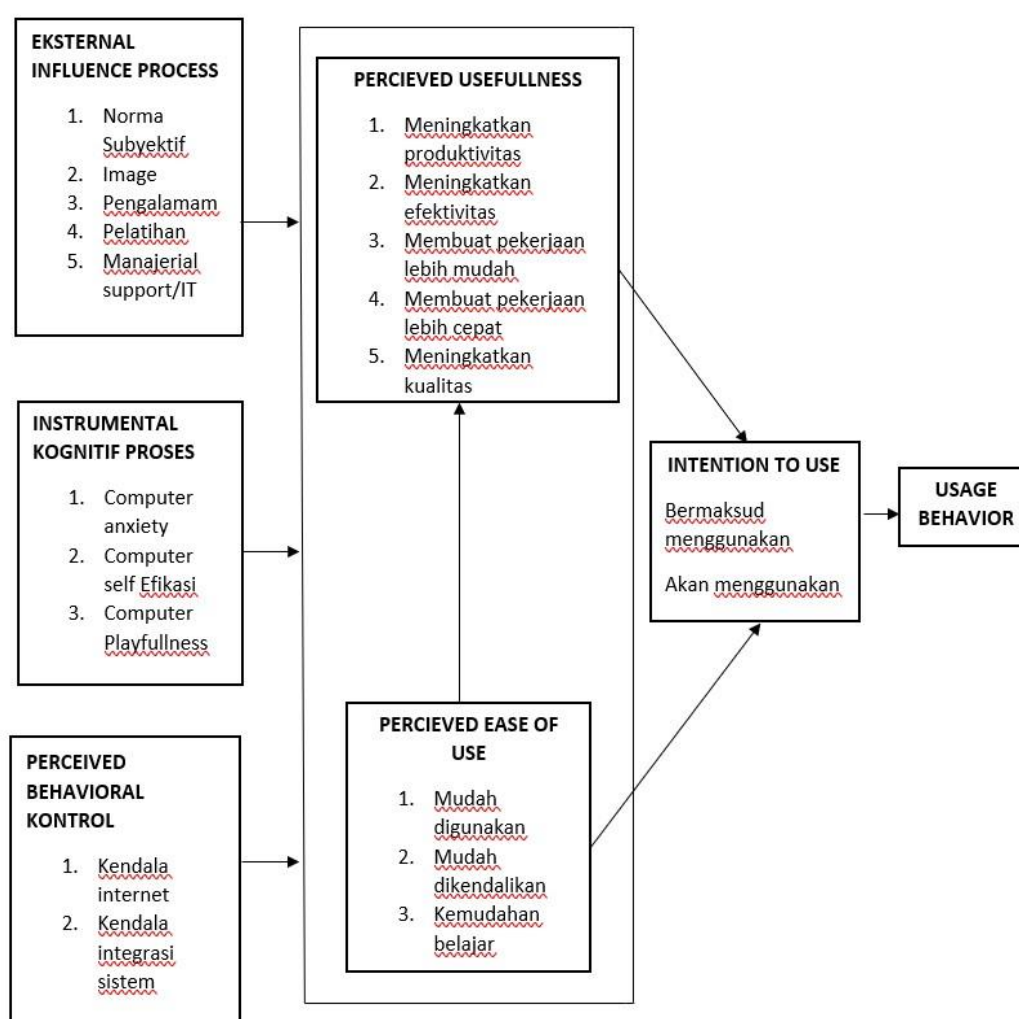 EKSTERNAL
INFLUENCE PROCESS
1. Norma
Subyektif
2. Image
3. Pengalamam
4. Pelatihan
5. Manajerial
support/IT
INSTRUMENTAL
KOGNITIF PROSES
1. Computer
anxiety
2. Computer
self Efikasi
3. Computer
Playfullness
PERCEIVED
BEHAVIORAL
KONTROL
1. Kendala
internet
2. Kendala
integrasi
sistem
PERCIEVED USEFULLNESS
1. Meningkatkan
produktivitas
2. Meningkatkan
efektivitas
3. Membuat pekerjaan
lebih mudah
4. Membuat pekerjaan
lebih cepat
5. Meningkatkan
kualitas
PERCIEVED EASE OF
USE
1. Mudah
digunakan
2. Mudah
dikendalikan
3. Kemudahan
belajar
INTENTION TO USE
Bermaksud
menggunakan
Akan menggunakan
USAGE
BEHAVIOR